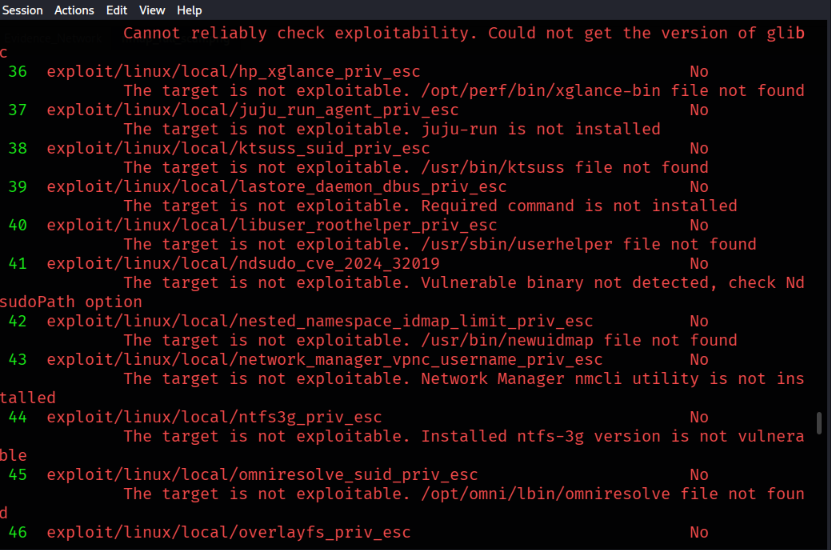 Session Actions Edit View Help
Cannot reliably check exploitability. Could not get the version of glib
c
36 exploit/linux/local/hp_xglance_priv_esc No
The target is not exploitable. /opt/perf/bin/xglance-bin file not found
37 exploit/linux/local/juju_run_agent_priv_esc No
The target is not exploitable. juju-run is not installed
38 exploit/linux/local/ktsuss_suid_priv_esc No
The target is not exploitable. /usr/bin/ktsuss file not found
39 exploit/linux/local/lastore_daemon_dbus_priv_esc No
The target is not exploitable. Required command is not installed
40 exploit/linux/local/libuser_roothelper_priv_esc No
The target is not exploitable. /usr/sbin/userhelper file not found
41 exploit/linux/local/ndsudo_cve_2024_32019 No
The target is not exploitable. Vulnerable binary not detected, check Nd
sudoPath option
42 exploit/linux/local/nested_namespace_idmap_limit_priv_esc No
The target is not exploitable. /usr/bin/newuidmap file not found
43 exploit/linux/local/network_manager_vpnc_username_priv_esc No
The target is not exploitable. Network Manager nmcli utility is not ins
talled
44 exploit/linux/local/ntfs3g_priv_esc No
The target is not exploitable. Installed ntfs-3g version is not vulnera
ble
45 exploit/linux/local/omniresolve_suid_priv_esc No
The target is not exploitable. /opt/omni/lbin/omniresolve file not foun
d
46 exploit/linux/local/overlayfs_priv_esc No